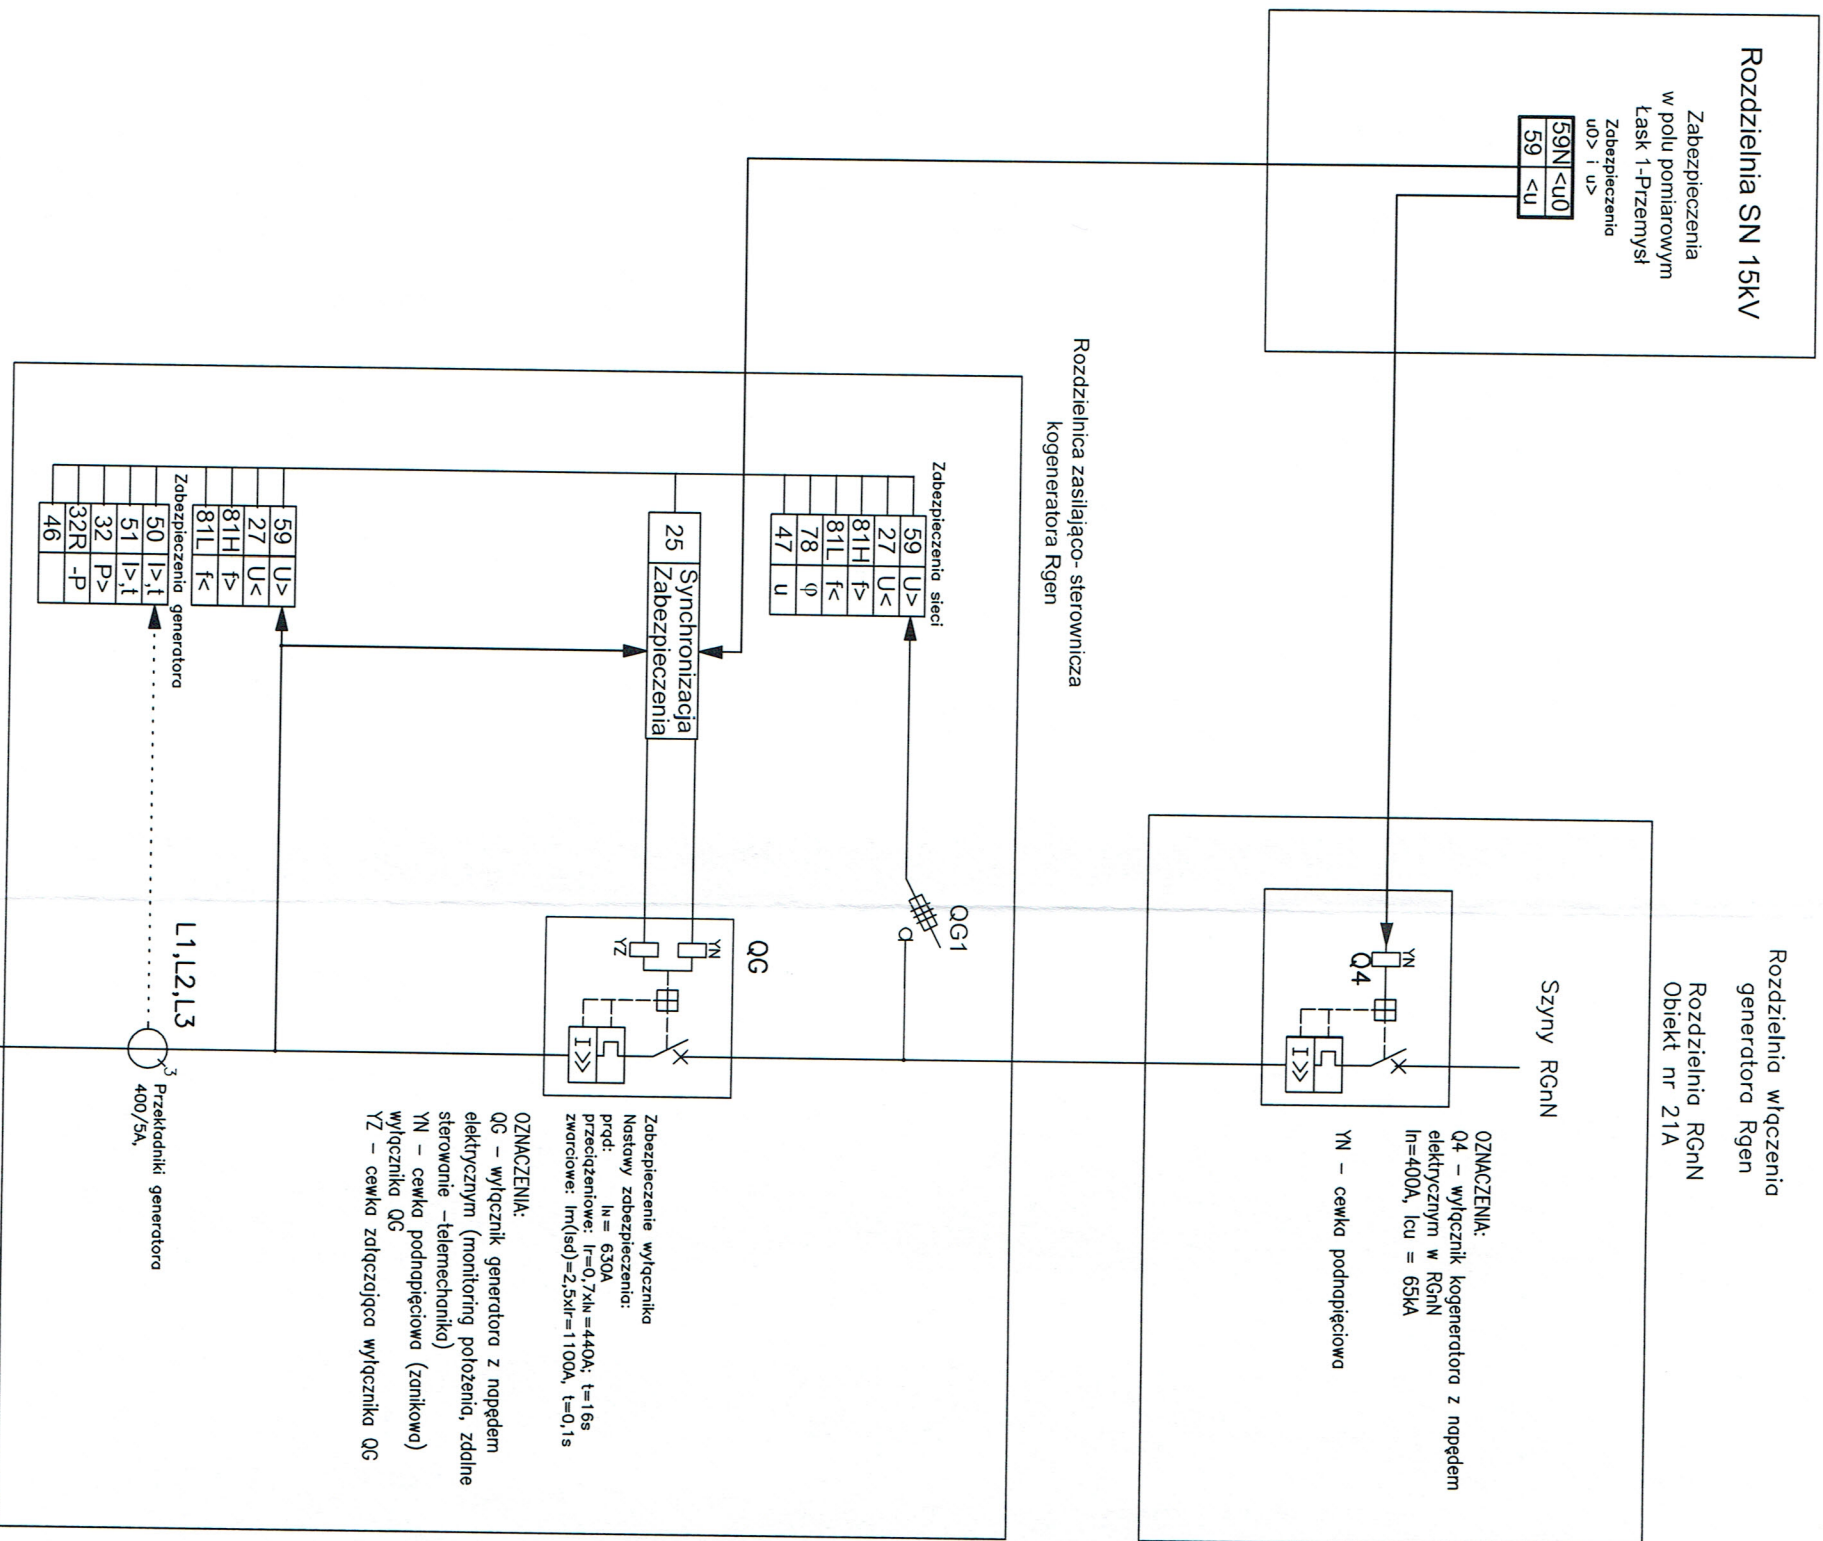 Rozdzielnia SN 15kV
Zabezpieczenia
w polu pomiarowym
Łask 1-Przemysł
Zabezpieczenia
u0> i u>
59N <u0
59 <u
Rozdzielnia włączenia
generatora Rgen
Rozdzielnia RGnN
Obiekt nr 21A
Szyny RGnN
YN
Q4
I>>
OZNACZENIA:
Q4 – wyłącznik kogeneratora z napędem
elektrycznym w RGnN
In=400A, Icu = 65kA
YN – cewka podnapięciowa
Rozdzielnica zasilająco- sterownicza
kogeneratora Rgen
Zabezpieczenia sieci
59 U>
27 U<
81H f>
81L f<
78 φ
47 u
QG1
25 Synchronizacja
Zabezpieczenia
QG
YN
YZ
I>>
Zabezpieczenie wyłącznika
Nastawy zabezpieczenia:
prąd: IN= 630A
przeciążeniowe: Ir=0,7xIN=440A; t=16s
zwarciowe: Im(Isd)=2,5xIr=1100A, t=0,1s
OZNACZENIA:
QG – wyłącznik generatora z napędem
elektrycznym (monitoring położenia, zdalne
sterowanie –telemechanika)
YN – cewka podnapięciowa (zanikowa)
wyłącznika QG
YZ – cewka załączająca wyłącznika QG
59 U>
27 U<
81H f>
81L f<
Zabezpieczenia generatora
50 I>,t
51 I>,t
32 P>
32R -P
46
L1,L2,L3
3
Przekładniki generatora
400/5A,